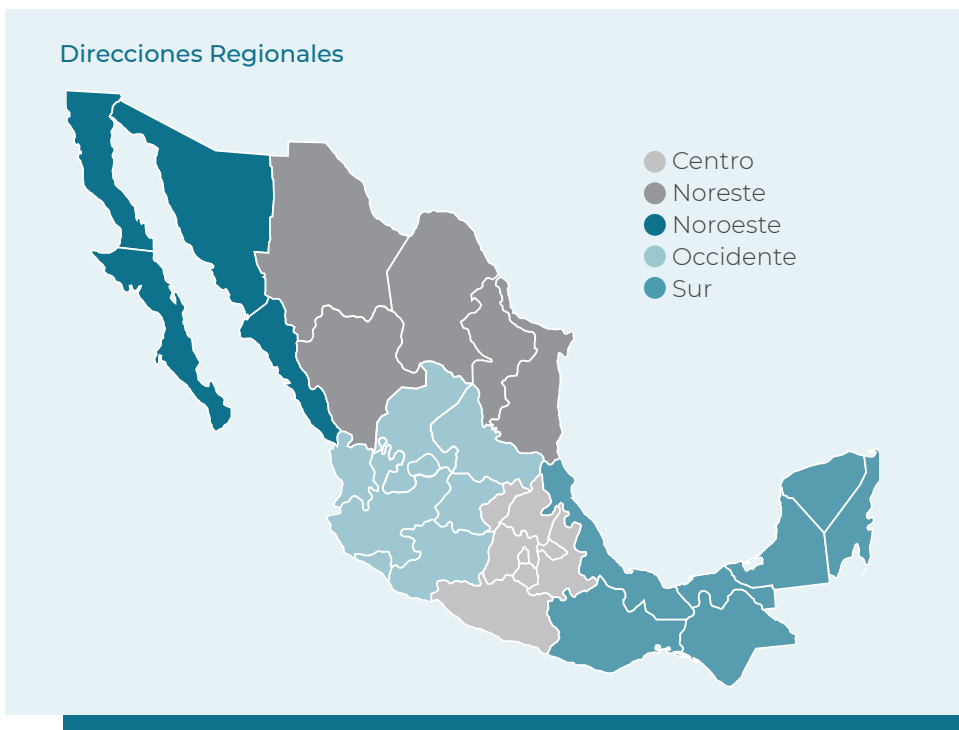 Direcciones Regionales
Centro
Noreste
Noroeste
Occidente
Sur